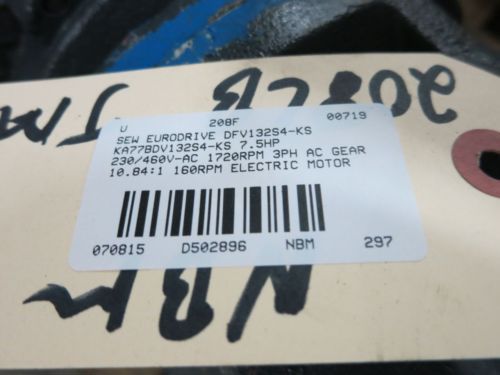 U 208F 00719
SEW EURODRIVE DFV132S4-KS
KA77BDV132S4-KS 7.5HP
230/460V-AC 1720RPM 3PH AC GEAR
10.84:1 160RPM ELECTRIC MOTOR
070815 D502896 NBM 297
NBM